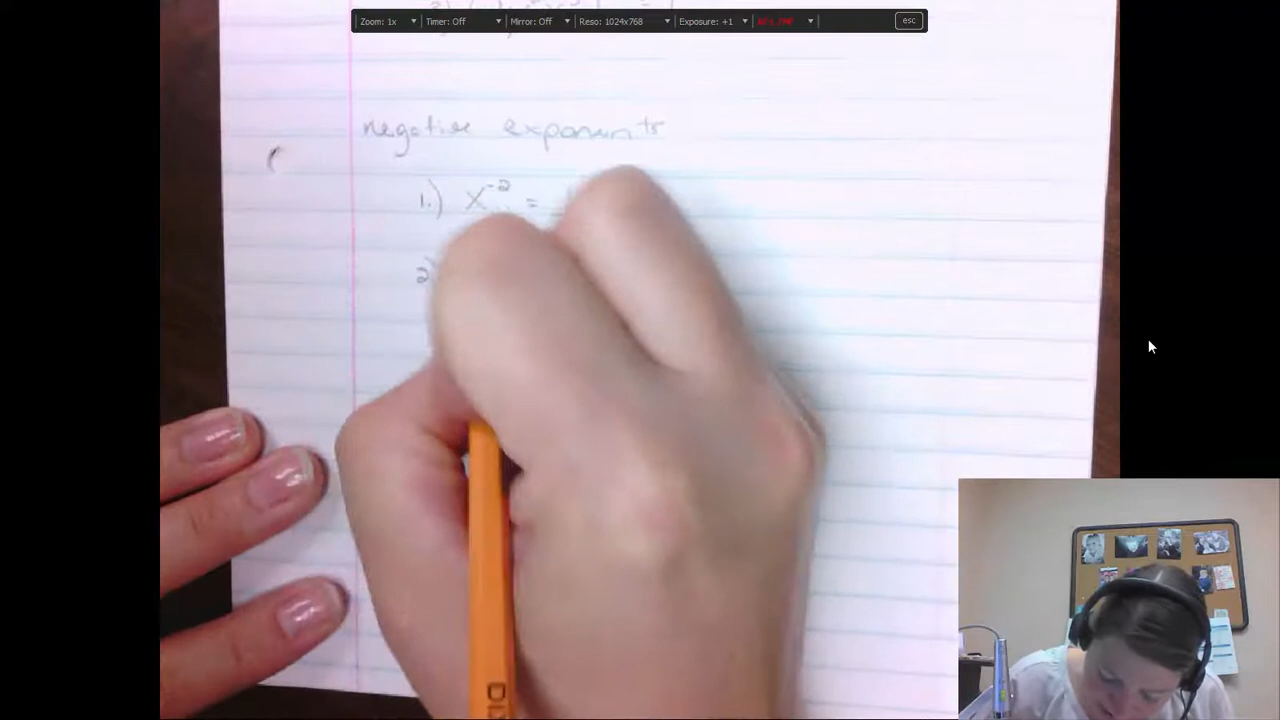 Zoom: 1x Timer: Off Mirror: Off Reso: 1024x768 Exposure: +1 esc
negative exponents
1.) x⁻² =
2)